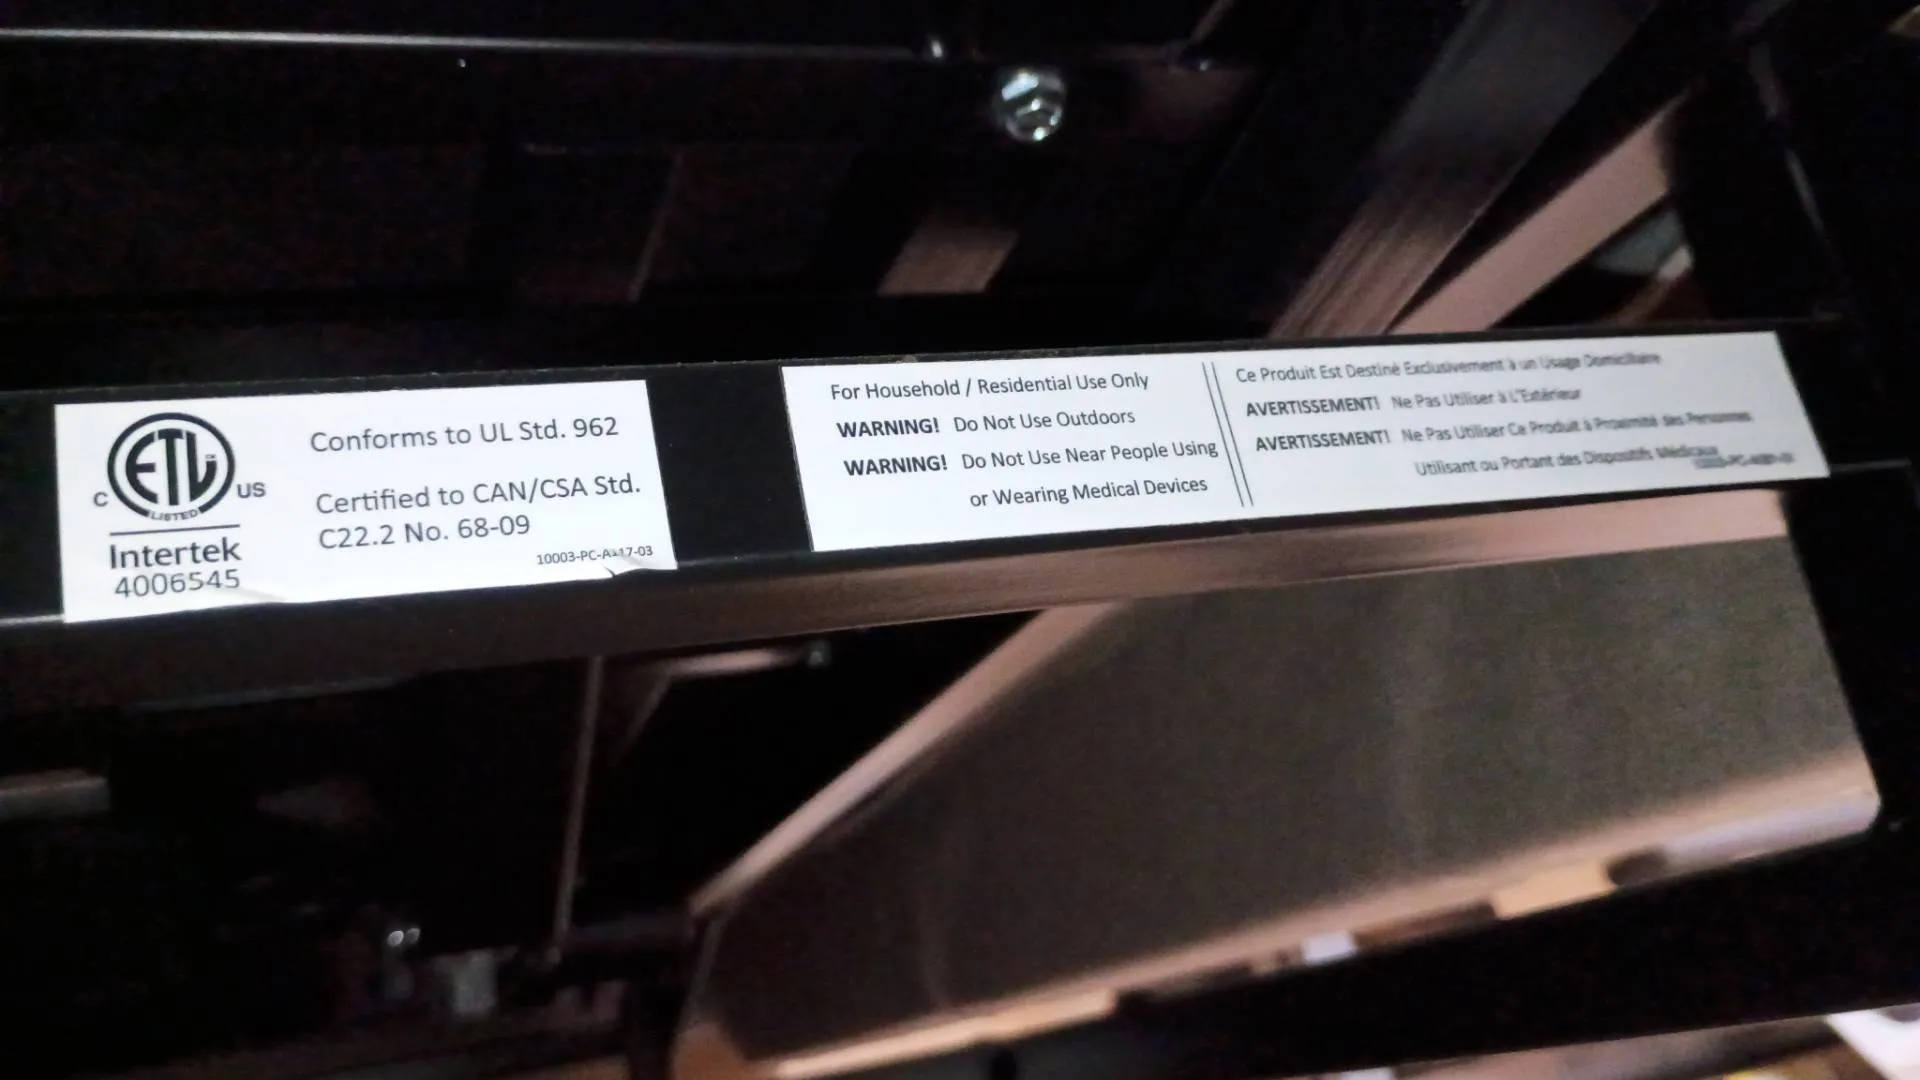 ETL
C US
LISTED
Intertek
4006545
Conforms to UL Std. 962
Certified to CAN/CSA Std.
C22.2 No. 68-09
For Household / Residential Use Only
WARNING! Do Not Use Outdoors
WARNING! Do Not Use Near People Using
or Wearing Medical Devices
Ce Produit Est Destiné Exclusivement à un Usage Domiciliaire
AVERTISSEMENT! Ne Pas Utiliser à L'Extérieur
AVERTISSEMENT! Ne Pas Utiliser Ce Produit à Proximité des Personnes
Utilisant ou Portant des Dispositifs Médicaux